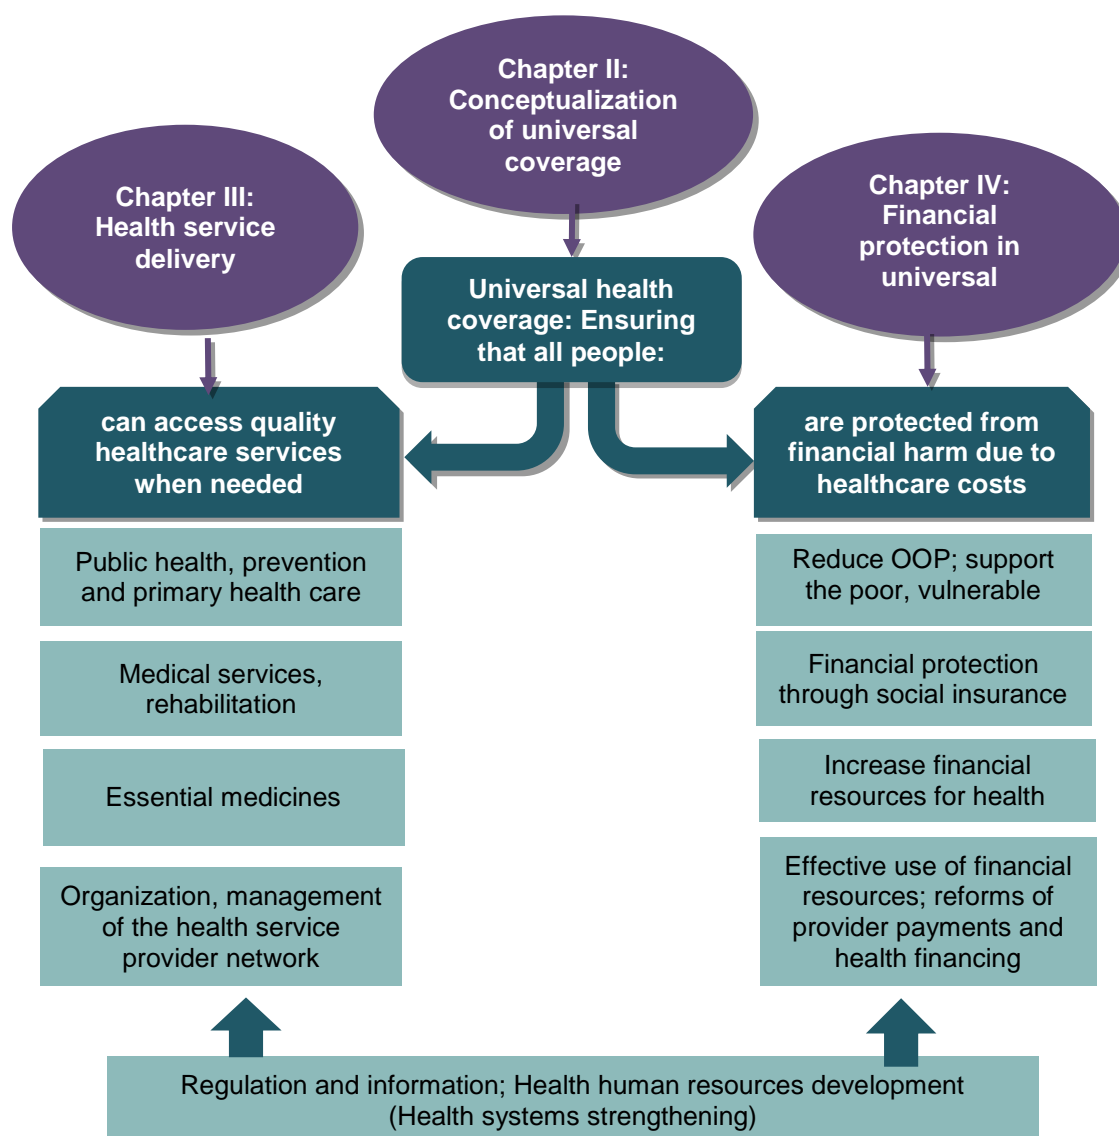 Chapter II:
Conceptualization
of universal
coverage
Chapter III:
Health service
delivery
Chapter IV:
Financial
protection in
universal
Universal health
coverage: Ensuring
that all people:
can access quality
healthcare services
when needed
are protected from
financial harm due to
healthcare costs
Public health, prevention
and primary health care
Medical services,
rehabilitation
Essential medicines
Organization, management
of the health service
provider network
Reduce OOP; support
the poor, vulnerable
Financial protection
through social insurance
Increase financial
resources for health
Effective use of financial
resources; reforms of
provider payments and
health financing
Regulation and information; Health human resources development
(Health systems strengthening)